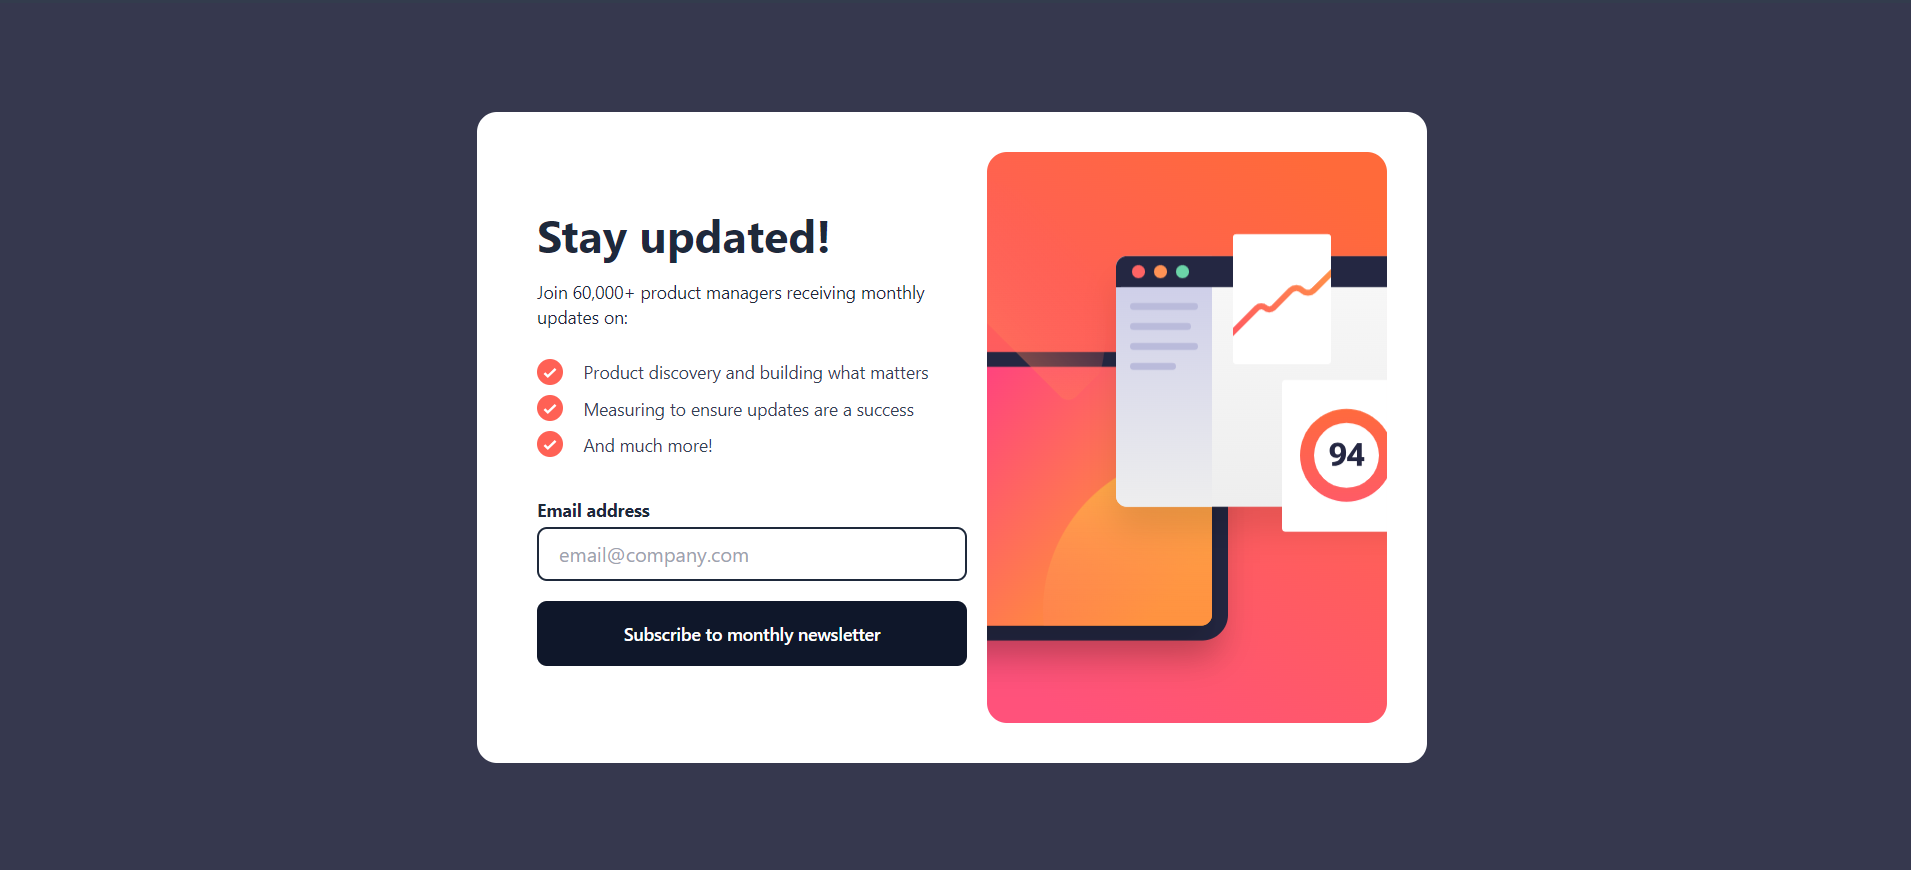 Stay updated!
Join 60,000+ product managers receiving monthly
updates on:
Product discovery and building what matters
Measuring to ensure updates are a success
And much more!
Email address
email@company.com
Subscribe to monthly newsletter
94